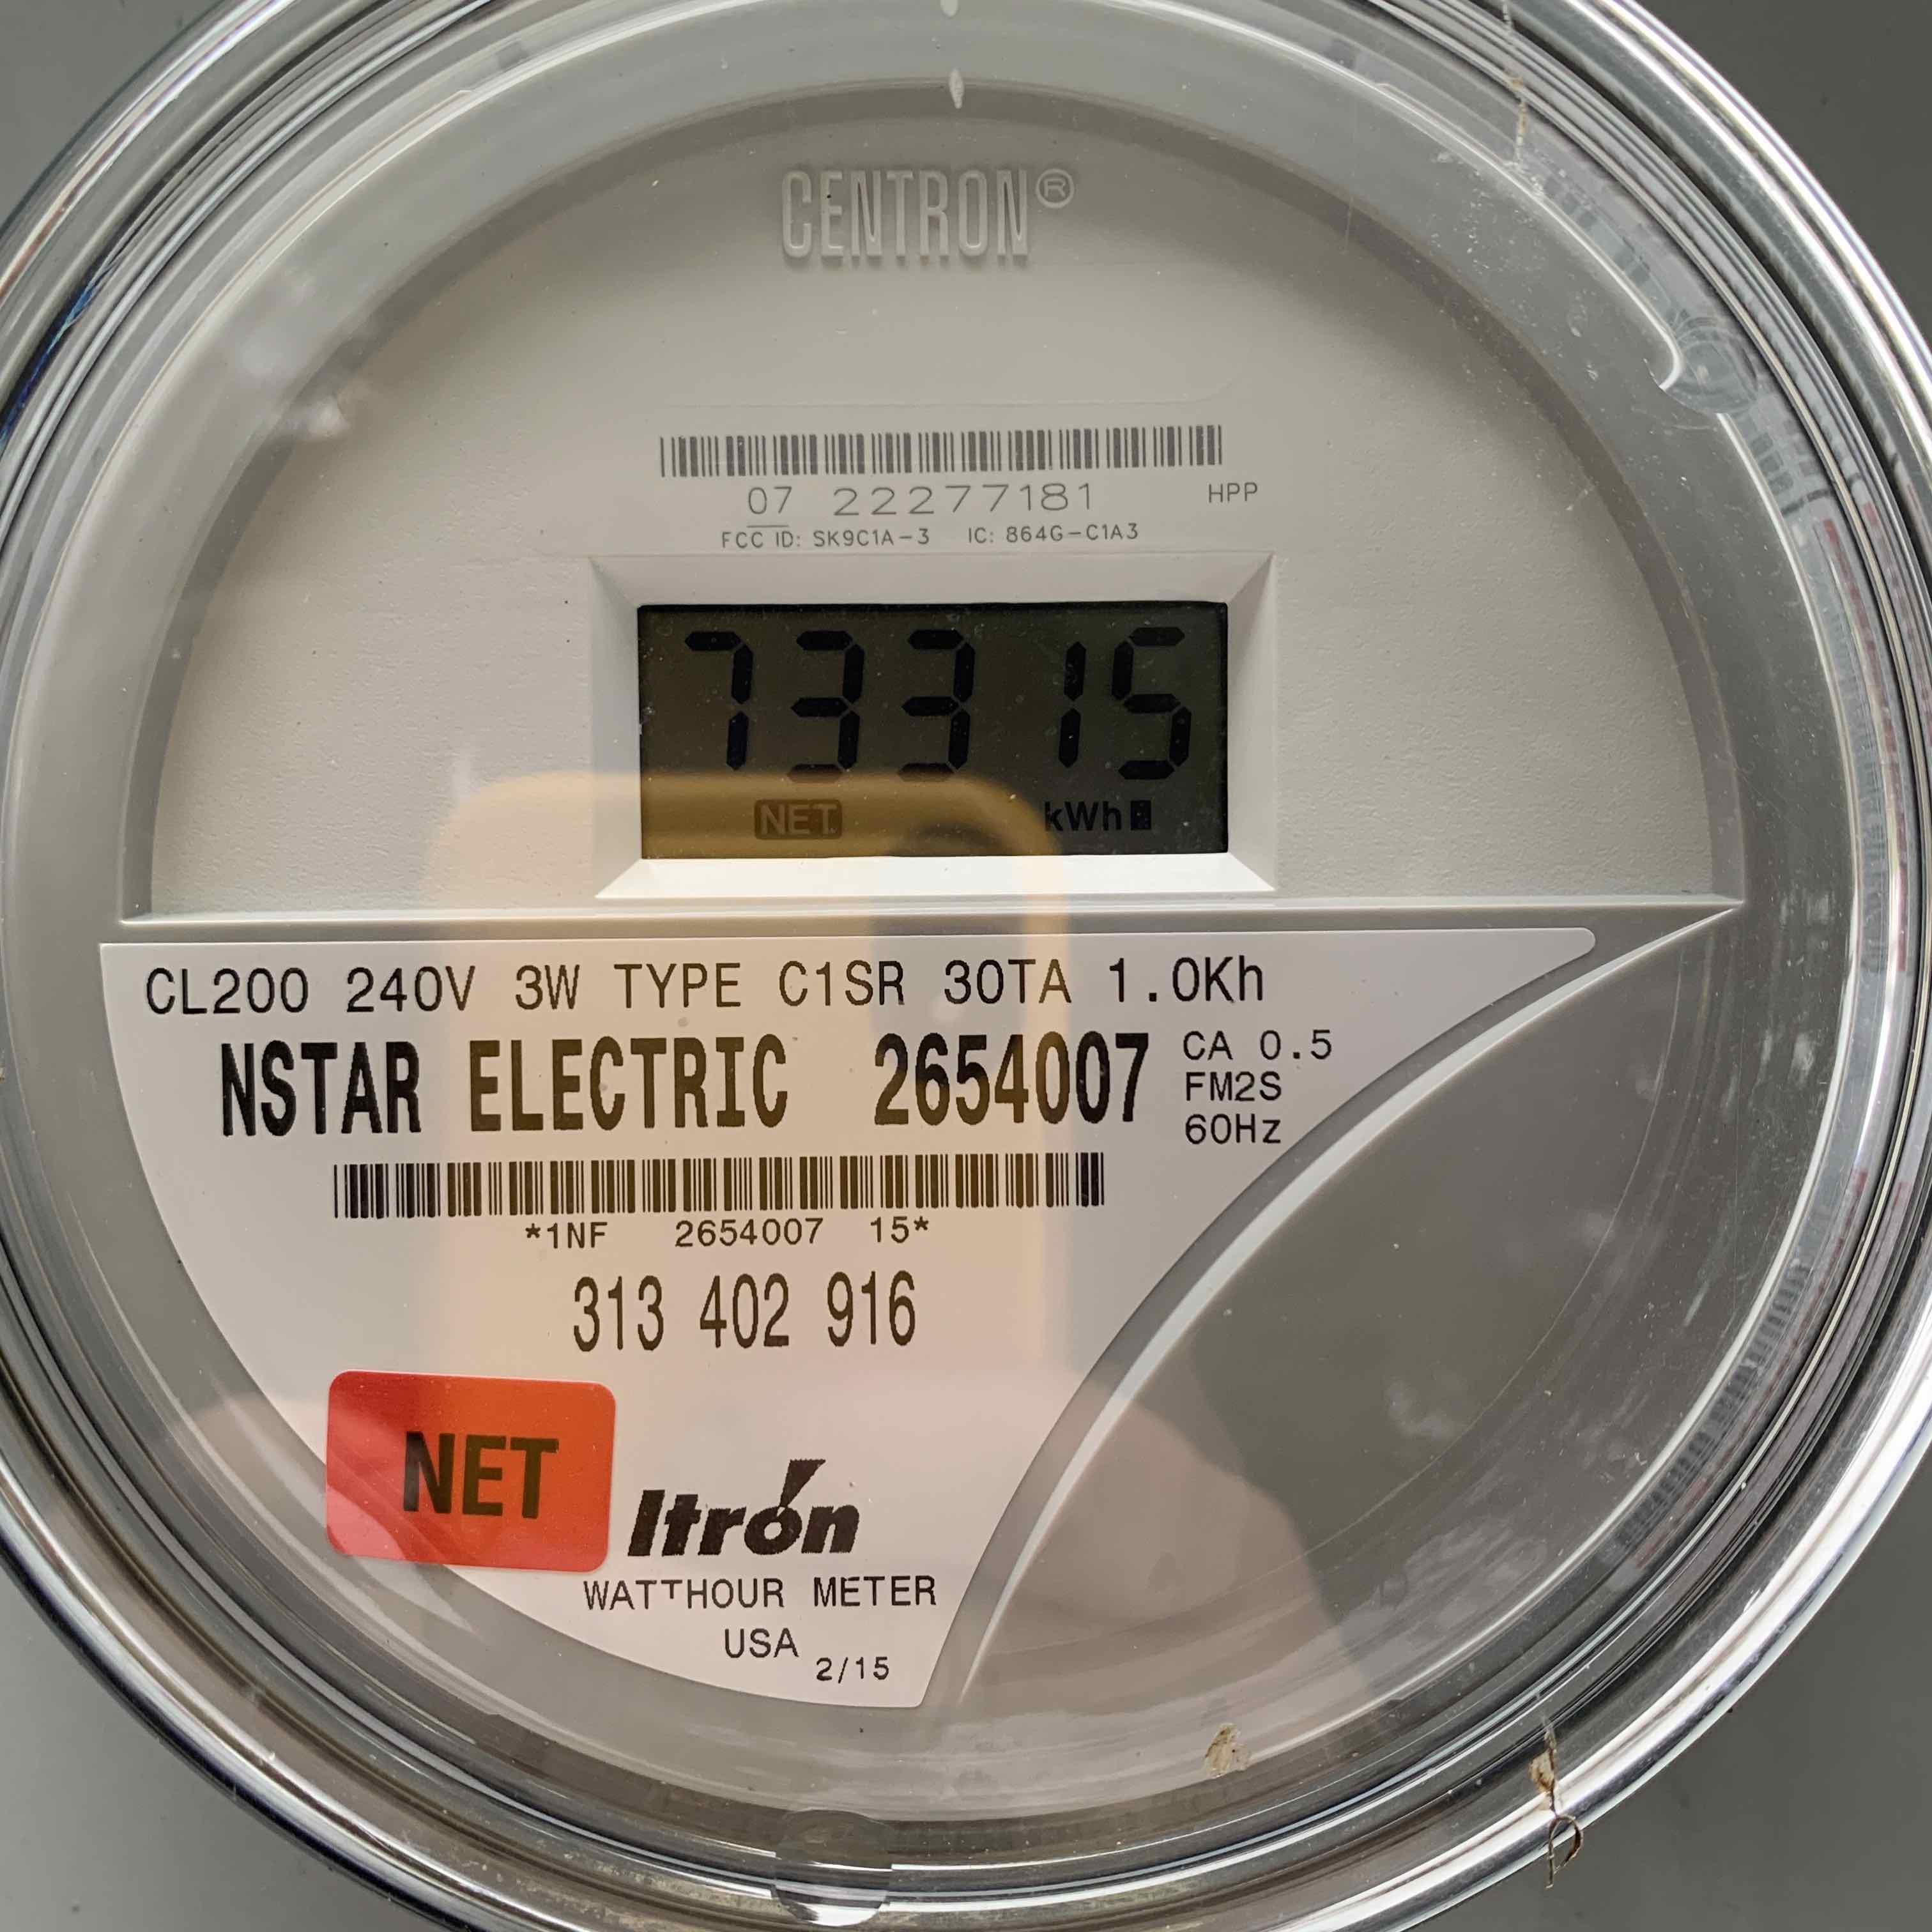 CENTRON®
07 22277181 HPP
FCC ID: SK9C1A-3 IC: 864G-C1A3
73315
NET kWh
CL200 240V 3W TYPE C1SR 30TA 1.0Kh
NSTAR ELECTRIC 2654007
CA 0.5
FM2S
60Hz
*1NF 2654007 15*
313 402 916
NET
Itrón
WATTHOUR METER
USA 2/15